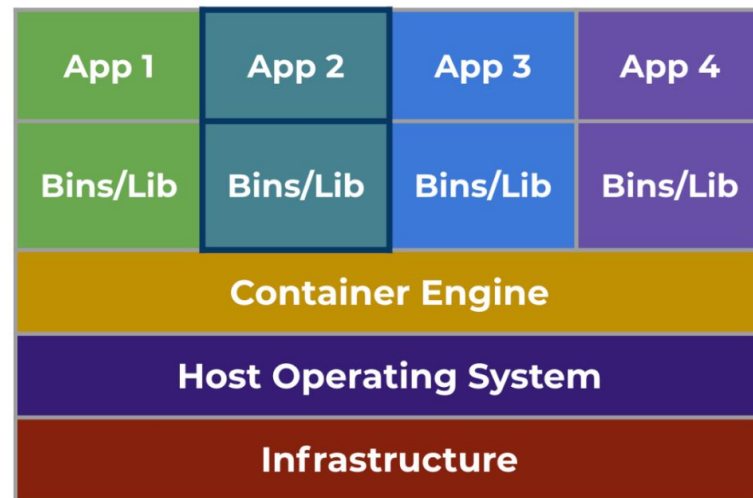 App 1 App 2 App 3 App 4
Bins/Lib Bins/Lib Bins/Lib Bins/Lib
Container Engine
Host Operating System
Infrastructure